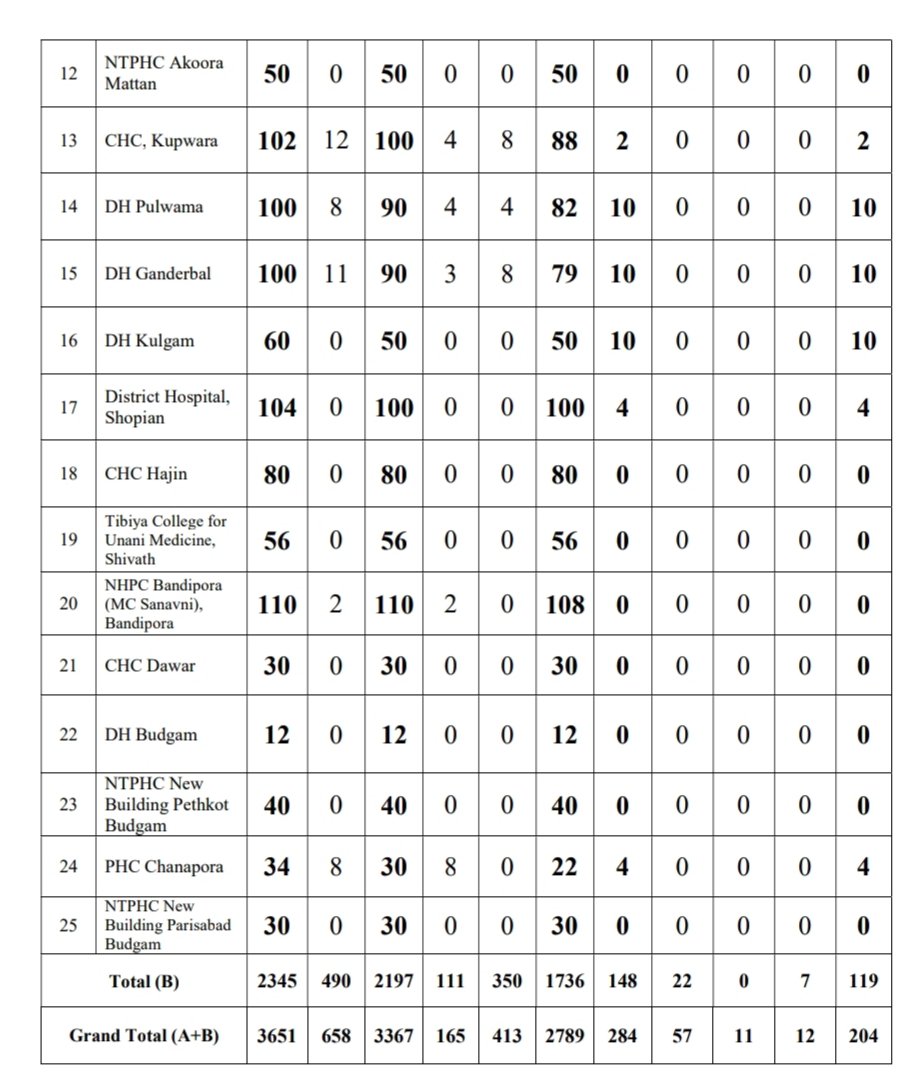 12 NTPHC Akoora Mattan 50 0 50 0 0 50 0 0 0 0 0
13 CHC, Kupwara 102 12 100 4 8 88 2 0 0 0 2
14 DH Pulwama 100 8 90 4 4 82 10 0 0 0 10
15 DH Ganderbal 100 11 90 3 8 79 10 0 0 0 10
16 DH Kulgam 60 0 50 0 0 50 10 0 0 0 10
17 District Hospital, Shopian 104 0 100 0 0 100 4 0 0 0 4
18 CHC Hajin 80 0 80 0 0 80 0 0 0 0 0
19 Tibiya College for Unani Medicine, Shivath 56 0 56 0 0 56 0 0 0 0 0
20 NHPC Bandipora (MC Sanavni), Bandipora 110 2 110 2 0 108 0 0 0 0 0
21 CHC Dawar 30 0 30 0 0 30 0 0 0 0 0
22 DH Budgam 12 0 12 0 0 12 0 0 0 0 0
23 NTPHC New Building Pethkot Budgam 40 0 40 0 0 40 0 0 0 0 0
24 PHC Chanapora 34 8 30 8 0 22 4 0 0 0 4
25 NTPHC New Building Parisabad Budgam 30 0 30 0 0 30 0 0 0 0 0
Total (B) 2345 490 2197 111 350 1736 148 22 0 7 119
Grand Total (A+B) 3651 658 3367 165 413 2789 284 57 11 12 204